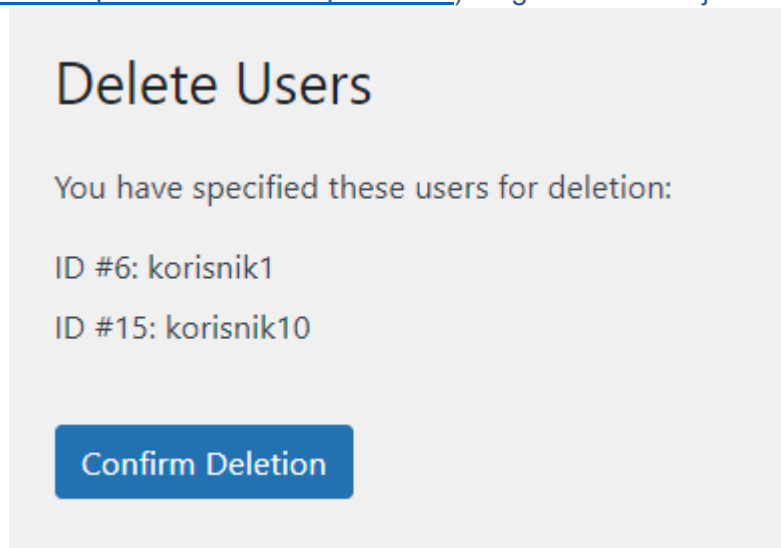 Delete Users
You have specified these users for deletion:
ID #6: korisnik1
ID #15: korisnik10
Confirm Deletion